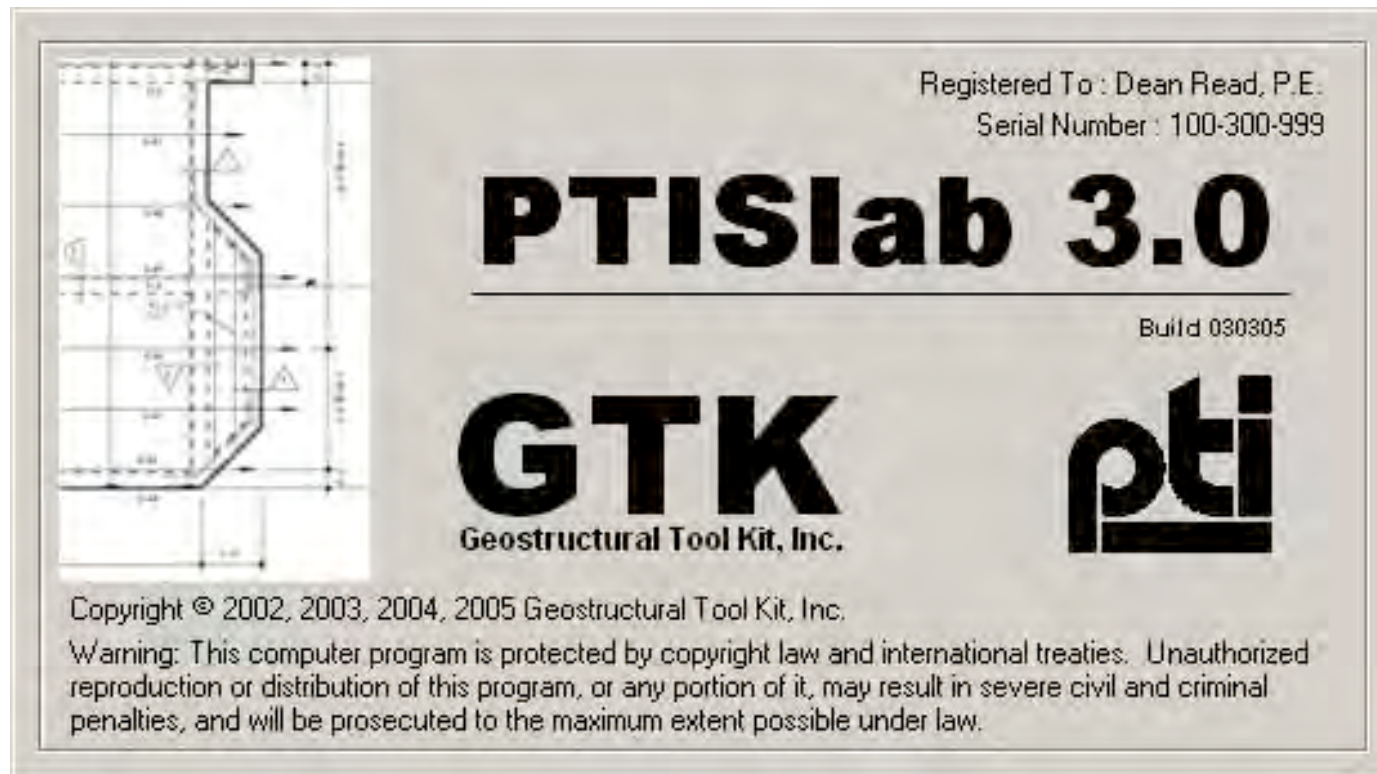 Registered To : Dean Read, P.E.
Serial Number : 100-300-999
PTISlab 3.0
Build 030305
GTK
Geostructural Tool Kit, Inc.
pti
Copyright © 2002, 2003, 2004, 2005 Geostructural Tool Kit, Inc.
Warning: This computer program is protected by copyright law and international treaties. Unauthorized
reproduction or distribution of this program, or any portion of it, may result in severe civil and criminal
penalties, and will be prosecuted to the maximum extent possible under law.